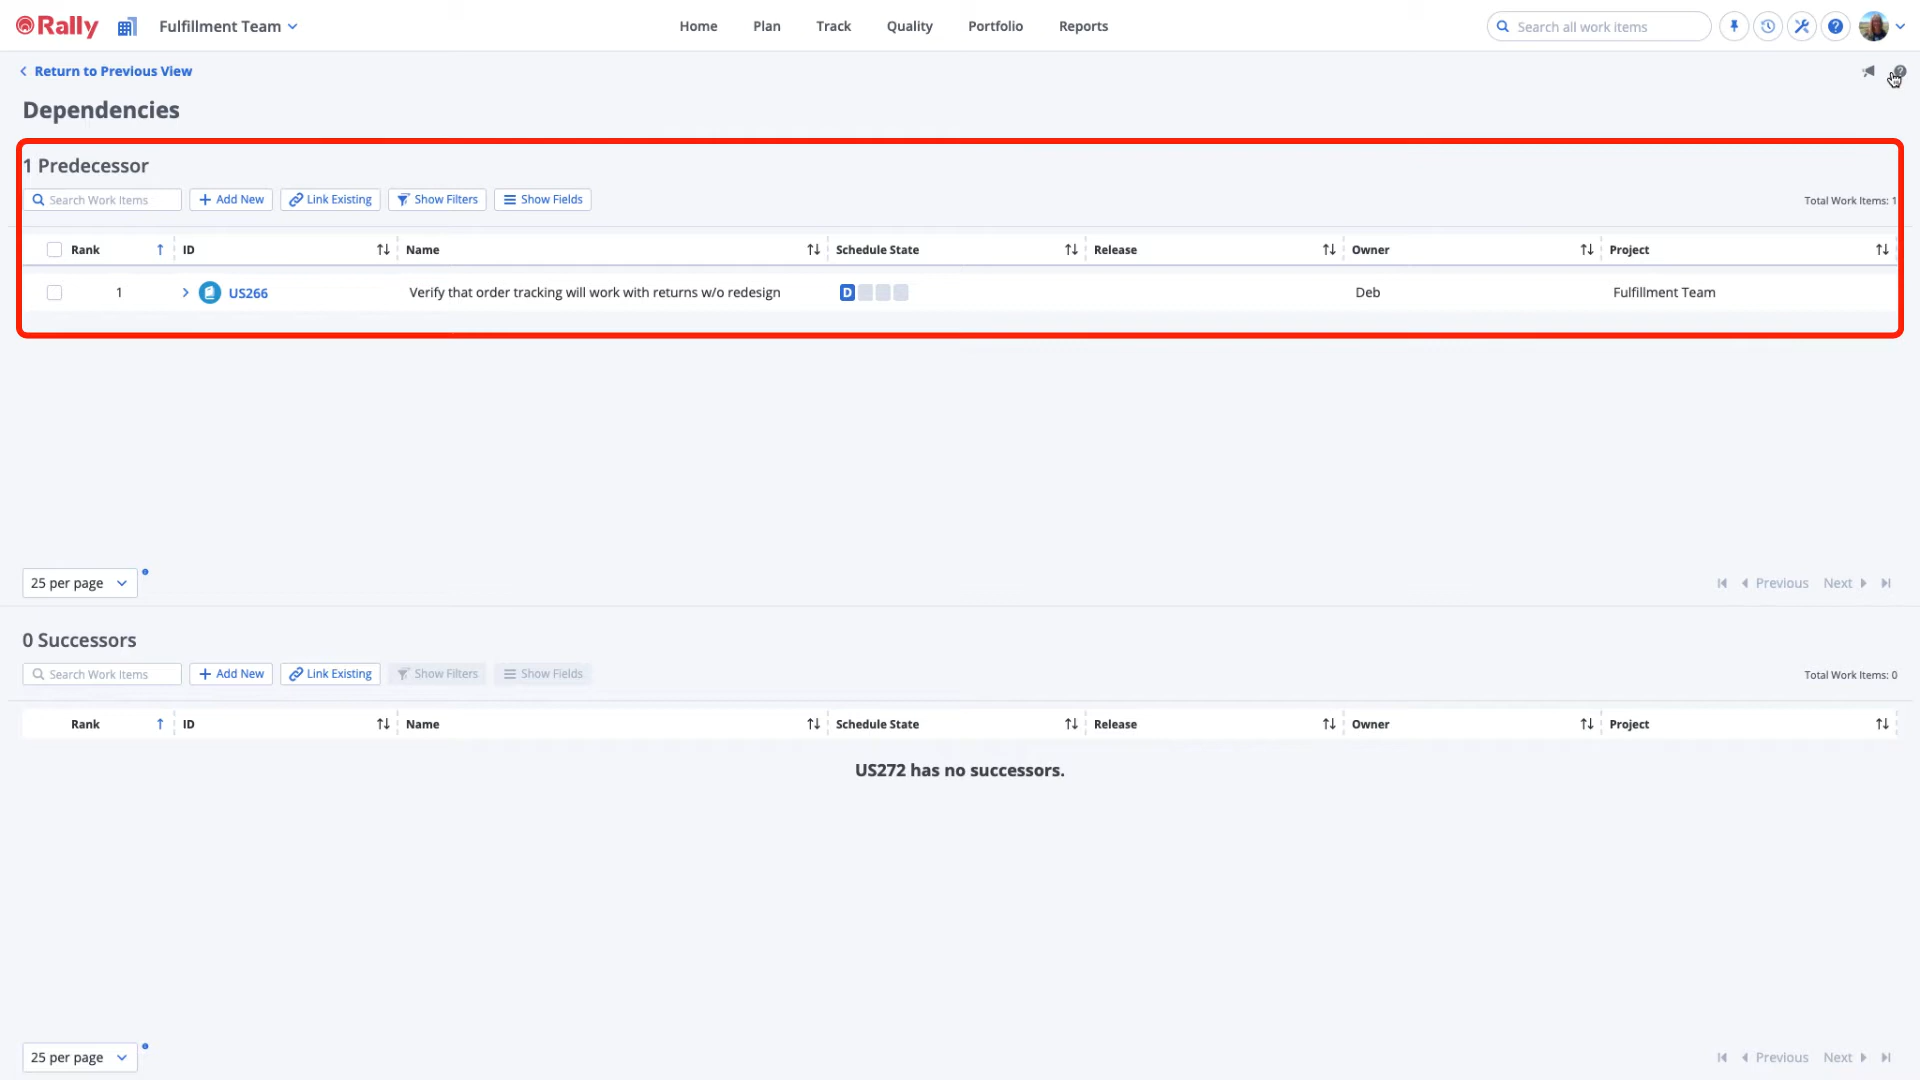 Rally Fulfillment Team Home Plan Track Quality Portfolio Reports Search all work items
Return to Previous View
Dependencies
1 Predecessor
Search Work Items Add New Link Existing Show Filters Show Fields Total Work Items: 1
Rank ID Name Schedule State Release Owner Project
1 US266 Verify that order tracking will work with returns w/o redesign D Deb Fulfillment Team
25 per page Previous Next
0 Successors
Search Work Items Add New Link Existing Show Filters Show Fields Total Work Items: 0
Rank ID Name Schedule State Release Owner Project
US272 has no successors.
25 per page Previous Next